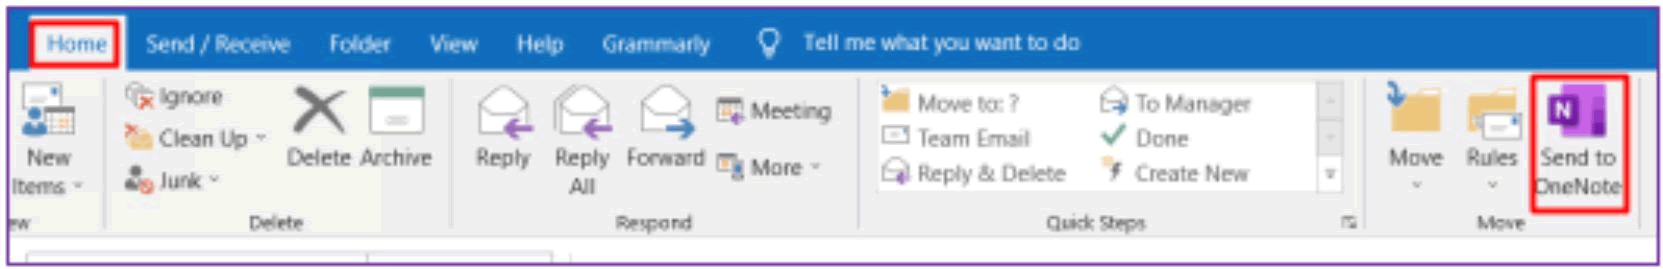 Home Send / Receive Folder View Help Grammarly Tell me what you want to do
New Items
Ignore
Clean Up
Junk
Delete
Archive
Delete
Reply
Reply All
Forward
Meeting
More
Respond
Move to: ?
Team Email
Reply & Delete
To Manager
Done
Create New
Quick Steps
Move
Rules
N
Send to
OneNote
Move